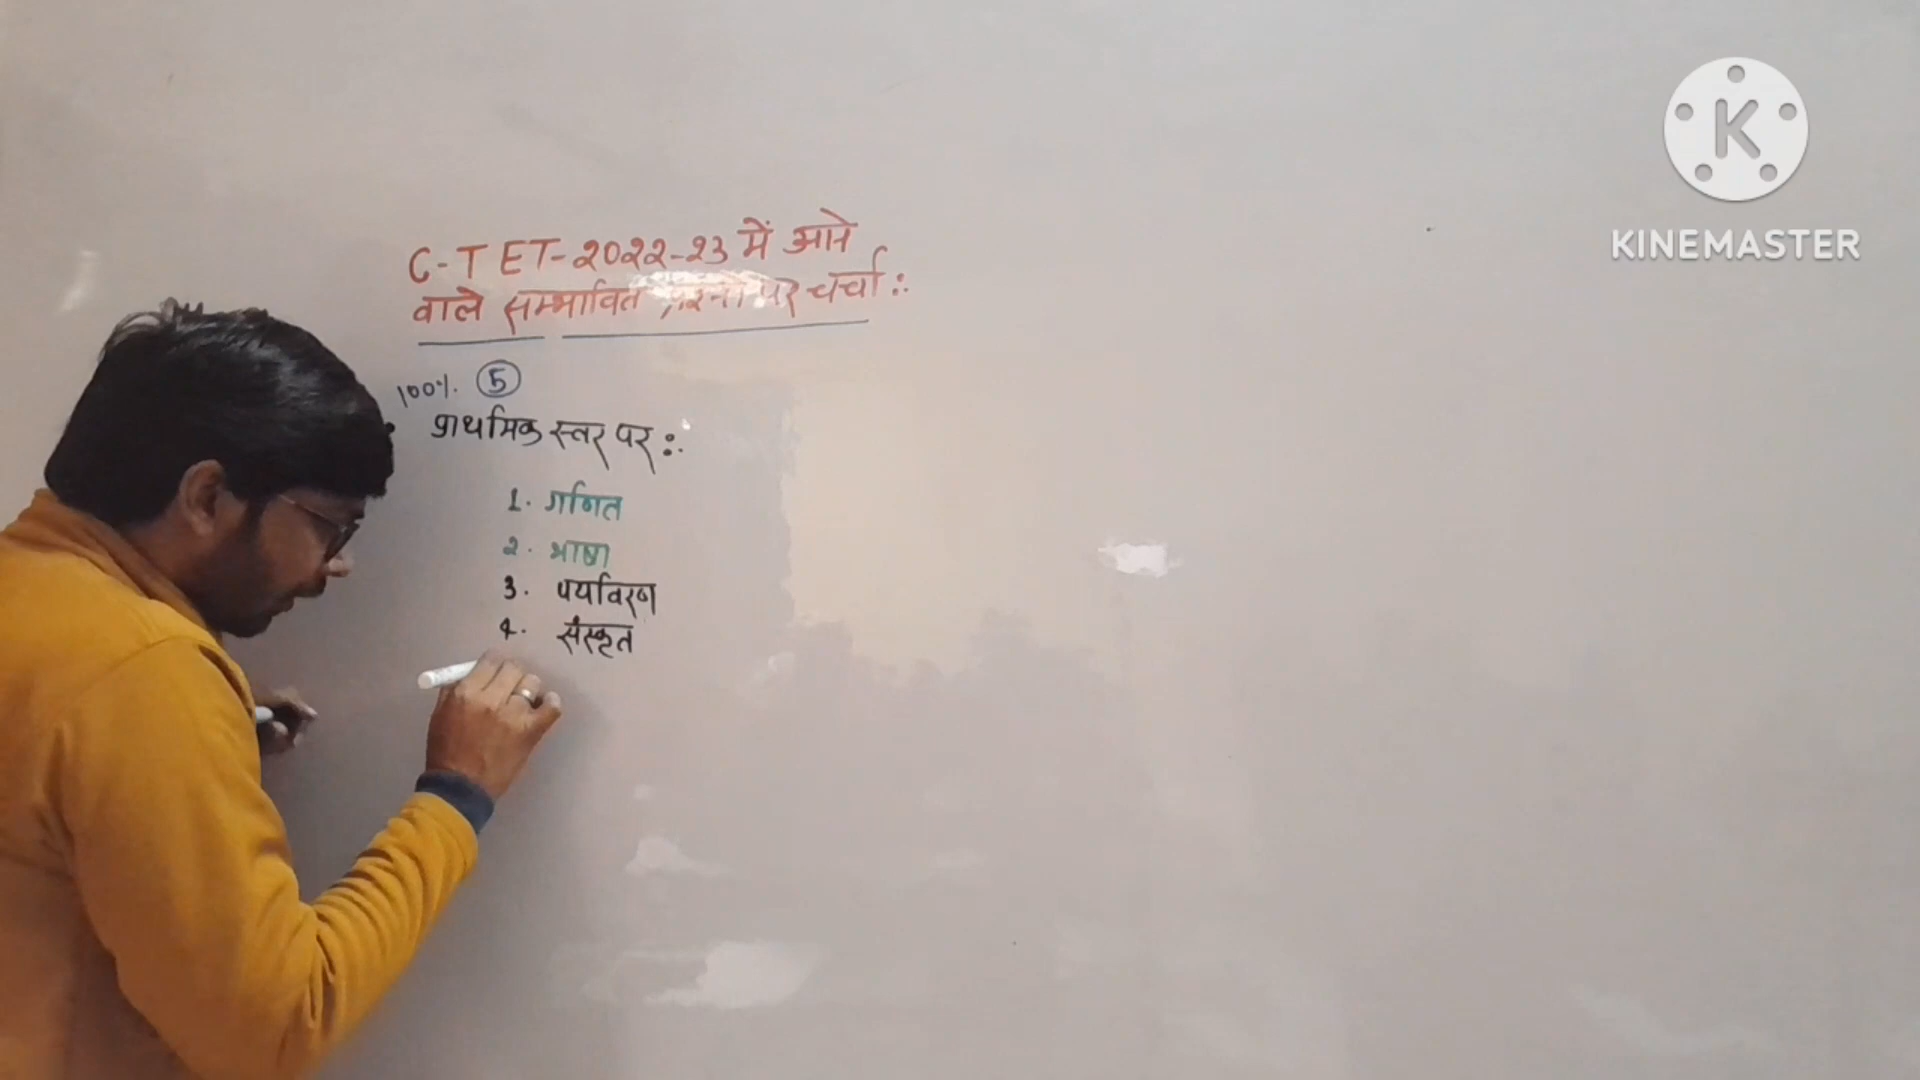 C-TET-2022-23 में आने
वाले सम्भावित प्रश्नों पर चर्चा :-
100%. 5
प्राथमिक स्तर पर :-
1. गणित
2. भाषा
3. पर्यावरण
4. संस्कृत
K
KINEMASTER